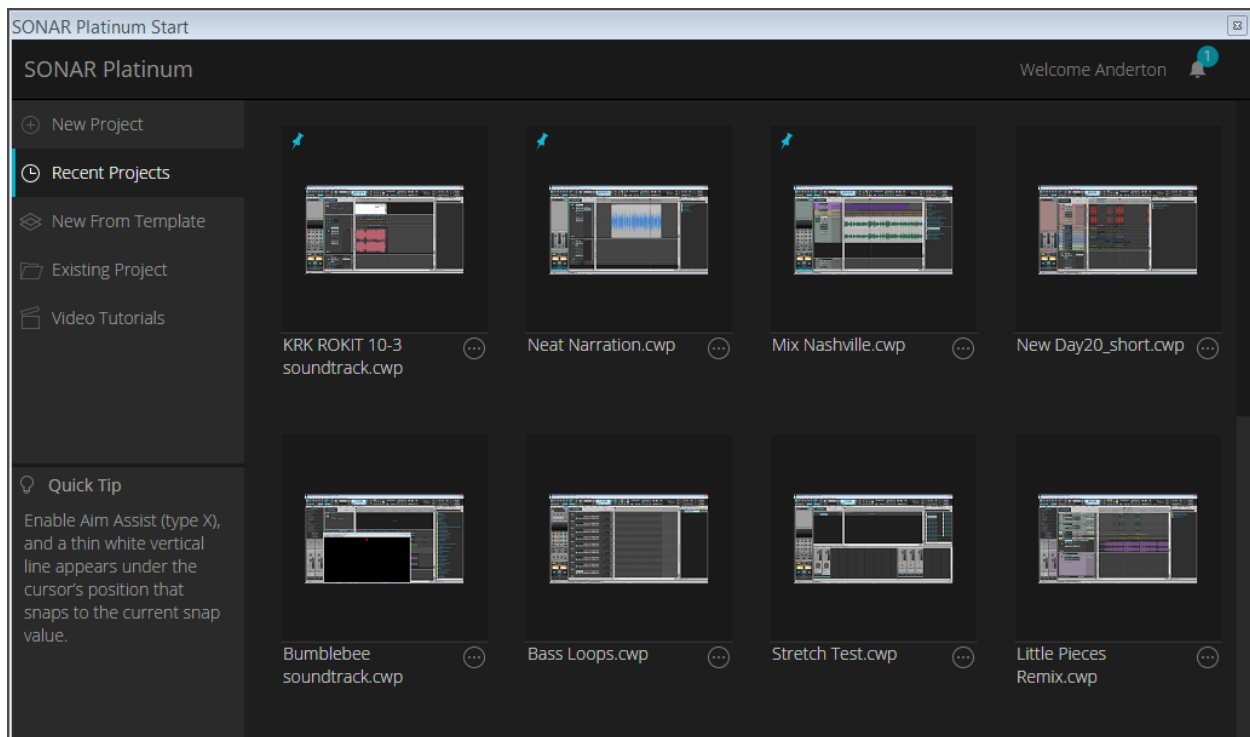 SONAR Platinum Start
SONAR Platinum
Welcome Anderton
1
New Project
Recent Projects
New From Template
Existing Project
Video Tutorials
KRK ROKIT 10-3
soundtrack.cwp
Neat Narration.cwp
Mix Nashville.cwp
New Day20_short.cwp
Bumblebee
soundtrack.cwp
Bass Loops.cwp
Stretch Test.cwp
Little Pieces
Remix.cwp
Quick Tip
Enable Aim Assist (type X),
and a thin white vertical
line appears under the
cursor's position that
snaps to the current snap
value.